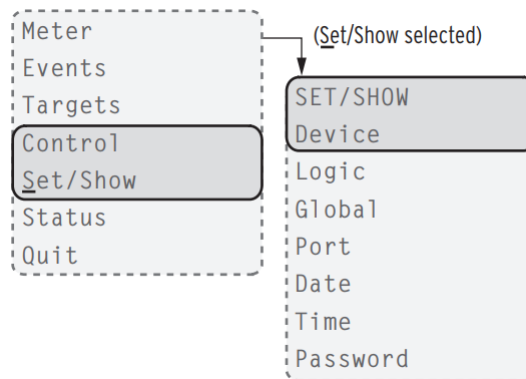 Meter
Events
Targets
Control
Set/Show
Status
Quit
(Set/Show selected)
SET/SHOW
Device
Logic
Global
Port
Date
Time
Password